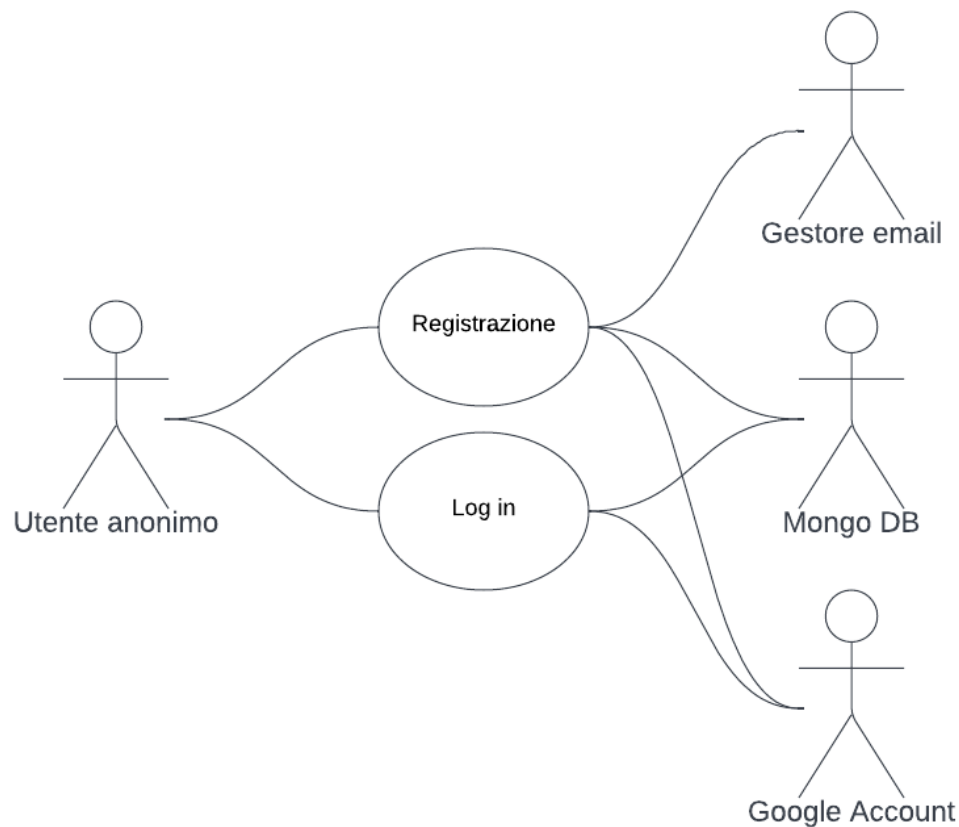 Gestore email
Registrazione
Utente anonimo
Log in
Mongo DB
Google Account